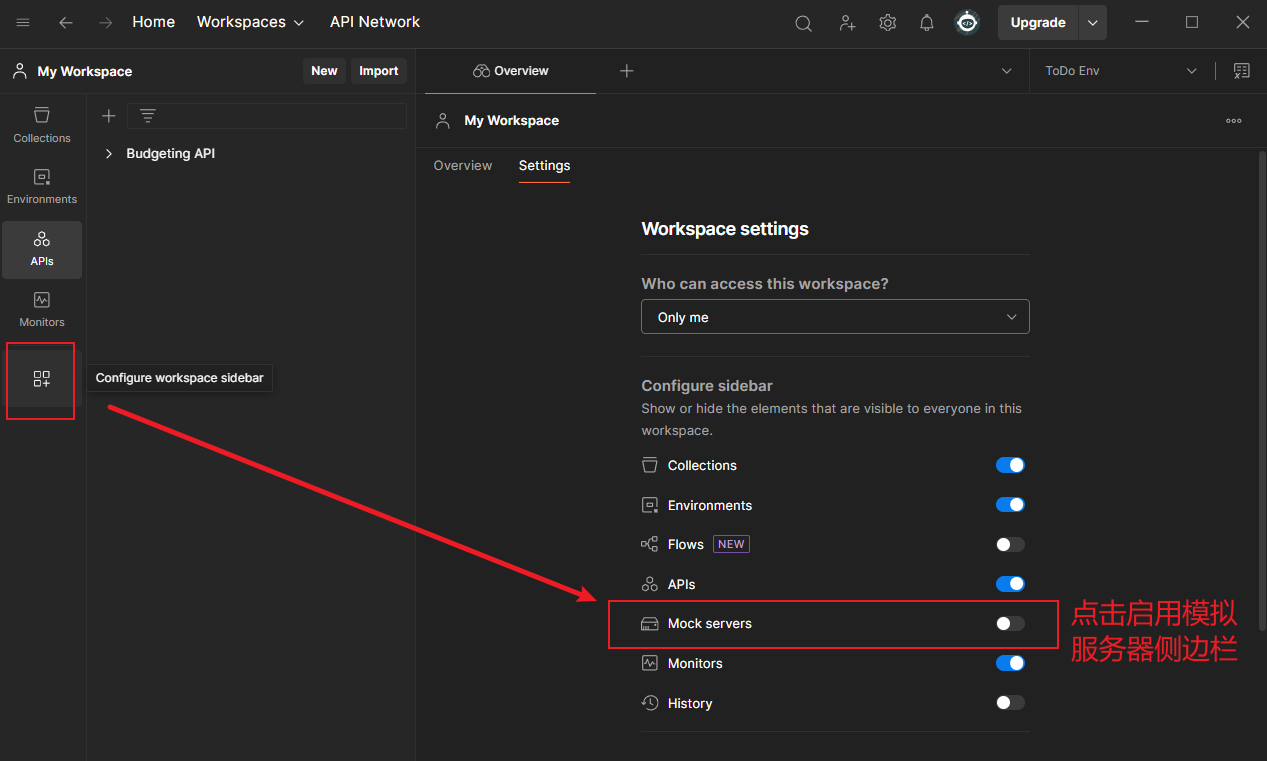 Home Workspaces API Network Upgrade
My Workspace New Import Overview ToDo Env
Collections
Environments
APIs
Monitors
Budgeting API
Configure workspace sidebar
My Workspace
Overview Settings
Workspace settings
Who can access this workspace?
Only me
Configure sidebar
Show or hide the elements that are visible to everyone in this
workspace.
Collections
Environments
Flows NEW
APIs
Mock servers
Monitors
History
点击启用模拟
服务器侧边栏